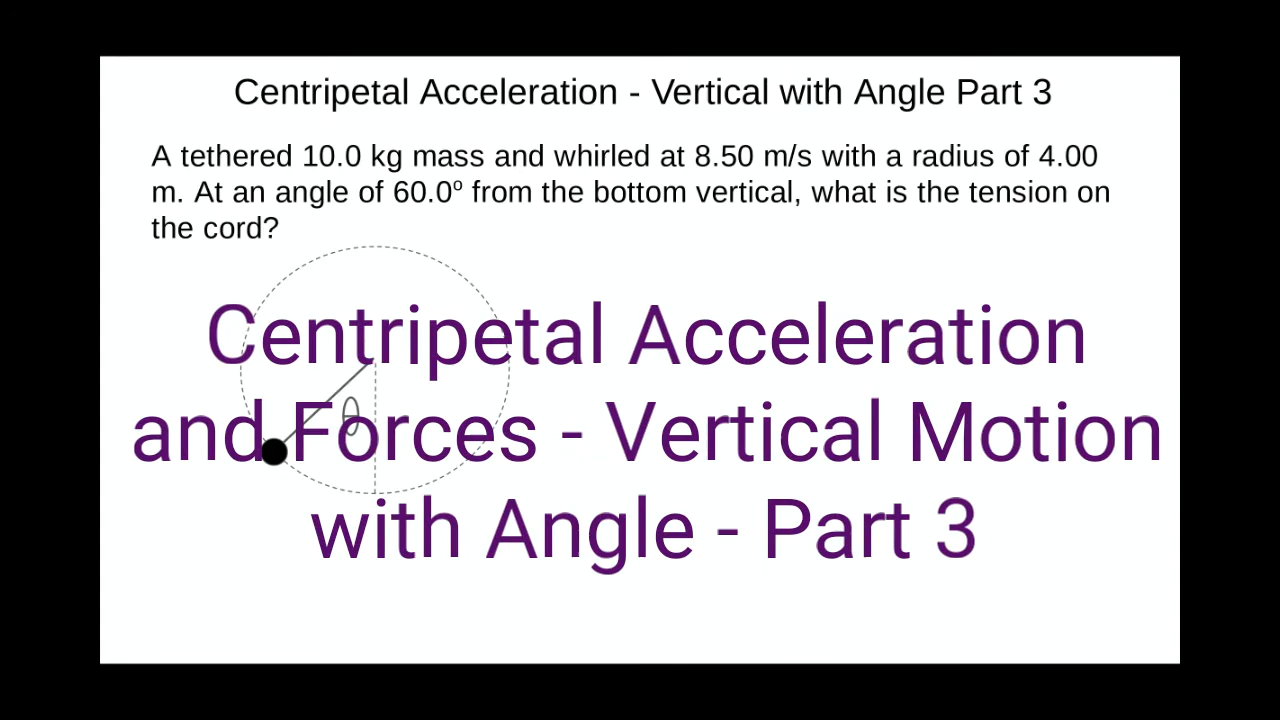 Centripetal Acceleration - Vertical with Angle Part 3
A tethered 10.0 kg mass and whirled at 8.50 m/s with a radius of 4.00
m. At an angle of 60.0º from the bottom vertical, what is the tension on
the cord?
Centripetal Acceleration
and Forces - Vertical Motion
with Angle - Part 3
θ